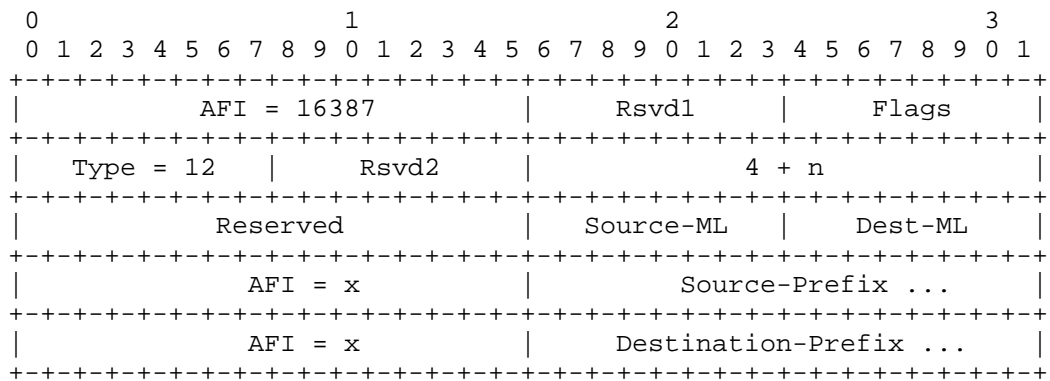 0                   1                   2                   3
 0 1 2 3 4 5 6 7 8 9 0 1 2 3 4 5 6 7 8 9 0 1 2 3 4 5 6 7 8 9 0 1
+-+-+-+-+-+-+-+-+-+-+-+-+-+-+-+-+-+-+-+-+-+-+-+-+-+-+-+-+-+-+-+-+
|           AFI = 16387         |     Rsvd1     |     Flags     |
+-+-+-+-+-+-+-+-+-+-+-+-+-+-+-+-+-+-+-+-+-+-+-+-+-+-+-+-+-+-+-+-+
|   Type = 12   |     Rsvd2     |             4 + n             |
+-+-+-+-+-+-+-+-+-+-+-+-+-+-+-+-+-+-+-+-+-+-+-+-+-+-+-+-+-+-+-+-+
|            Reserved           |   Source-ML   |    Dest-ML    |
+-+-+-+-+-+-+-+-+-+-+-+-+-+-+-+-+-+-+-+-+-+-+-+-+-+-+-+-+-+-+-+-+
|              AFI = x          |         Source-Prefix ...     |
+-+-+-+-+-+-+-+-+-+-+-+-+-+-+-+-+-+-+-+-+-+-+-+-+-+-+-+-+-+-+-+-+
|              AFI = x          |     Destination-Prefix ...    |
+-+-+-+-+-+-+-+-+-+-+-+-+-+-+-+-+-+-+-+-+-+-+-+-+-+-+-+-+-+-+-+-+